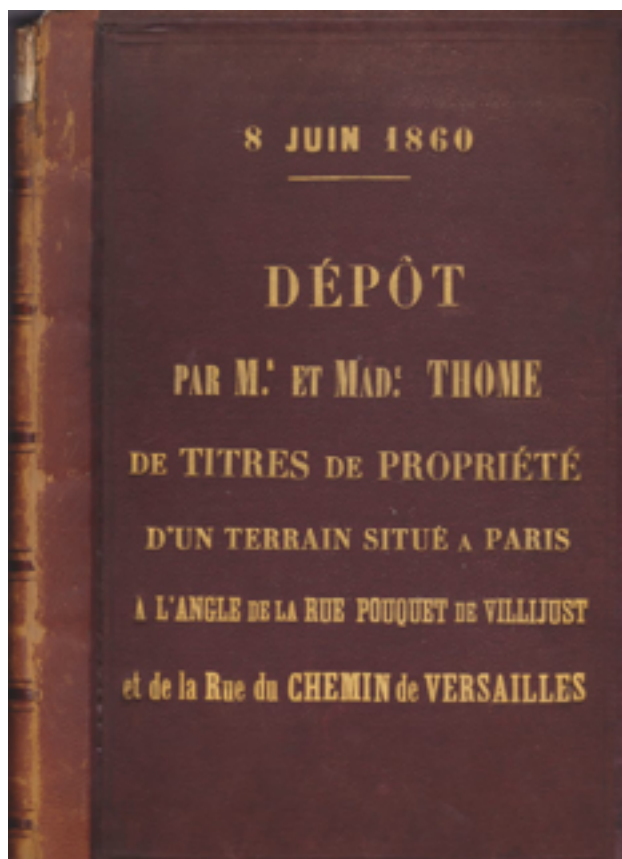 8 JUIN 1860
DÉPÔT
PAR M.R ET MAD.E THOME
DE TITRES DE PROPRIÉTÉ
D'UN TERRAIN SITUÉ A PARIS
A L'ANGLE DE LA RUE POUQUET DE VILLIJUST
et de la Rue du CHEMIN de VERSAILLES